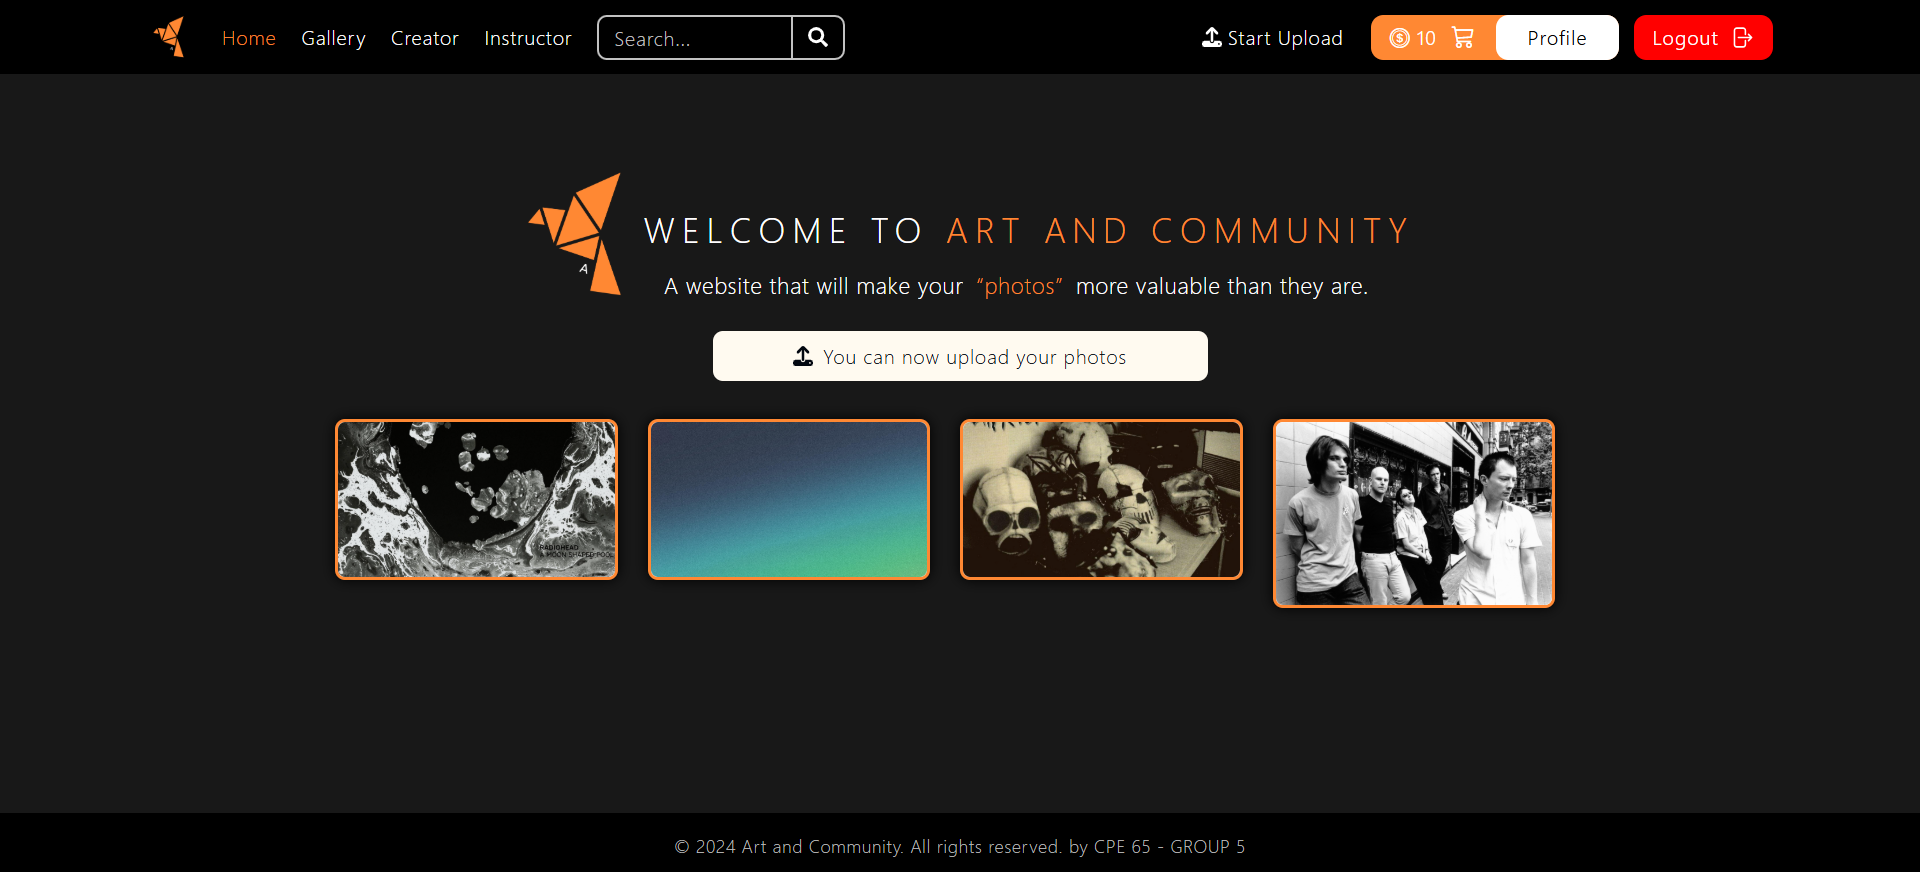 Home Gallery Creator Instructor Search... Start Upload 10 Profile Logout
WELCOME TO ART AND COMMUNITY
A
A website that will make your “photos” more valuable than they are.
You can now upload your photos
RADIOHEAD
A MOON SHAPED POOL
© 2024 Art and Community. All rights reserved. by CPE 65 - GROUP 5